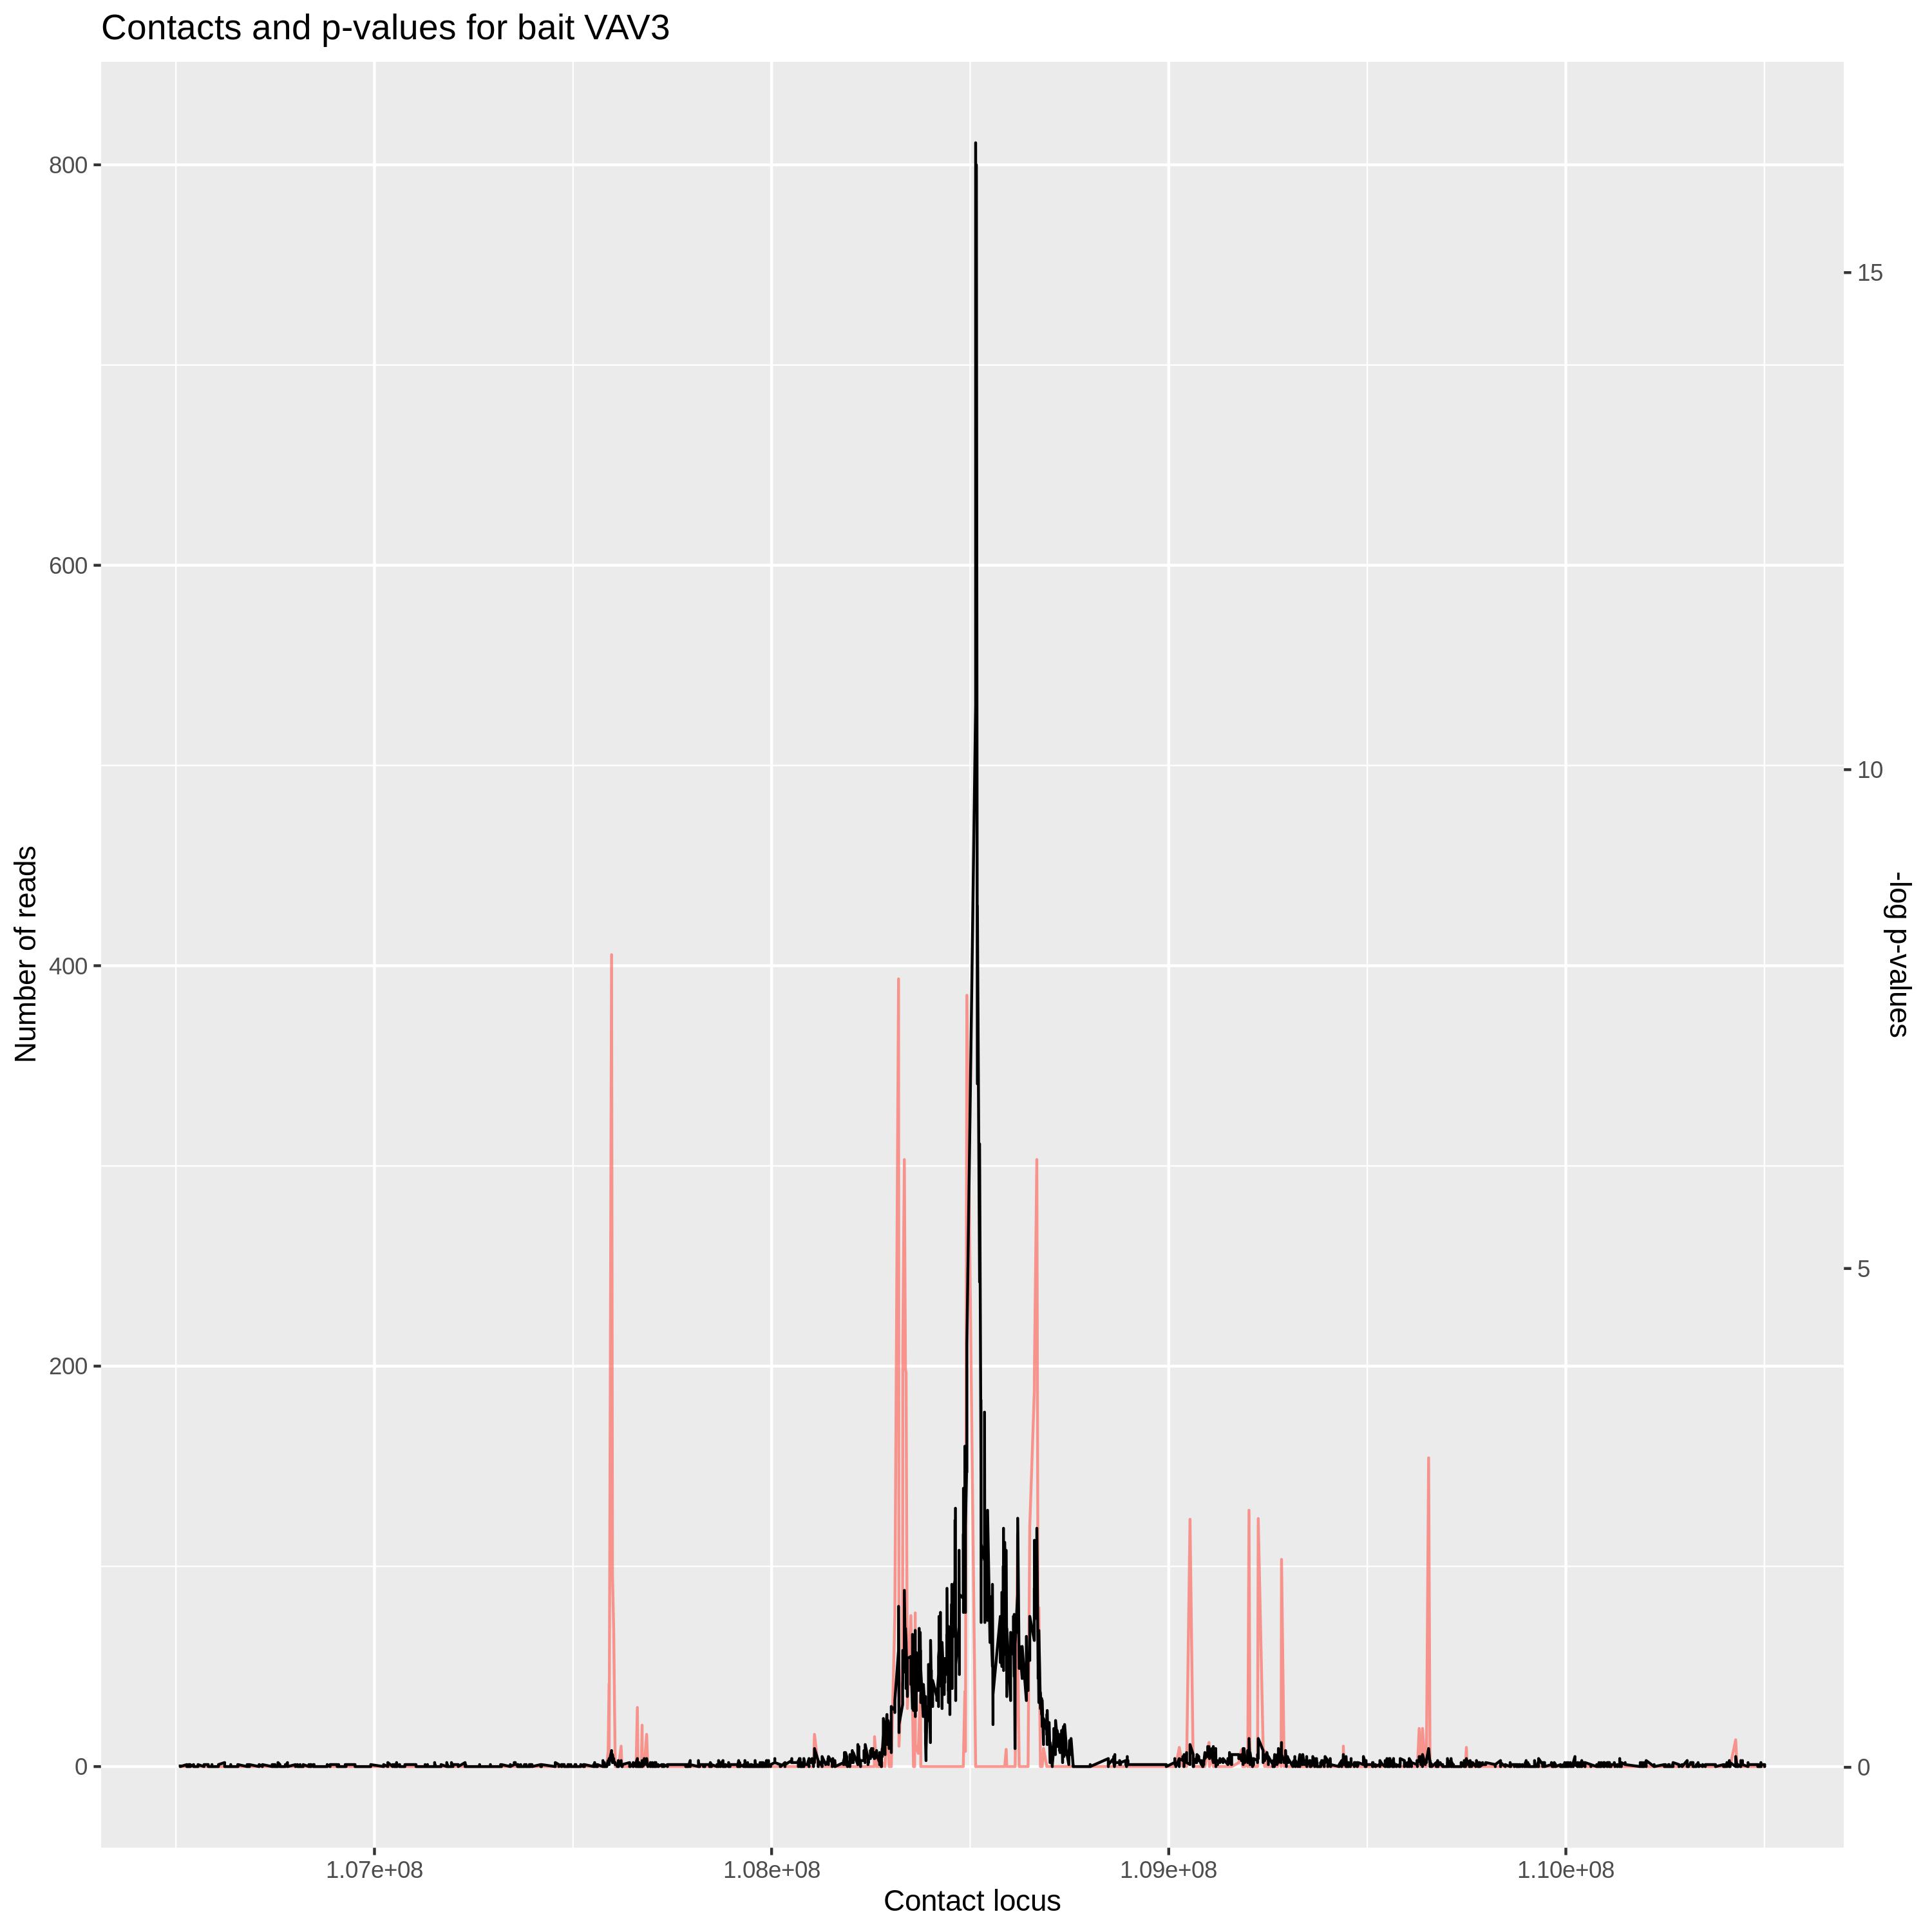 Contacts and p-values for bait VAV3
800
600
400
200
0
Number of reads
15
10
5
0
-log p-values
1.07e+08
1.08e+08
1.09e+08
1.10e+08
Contact locus